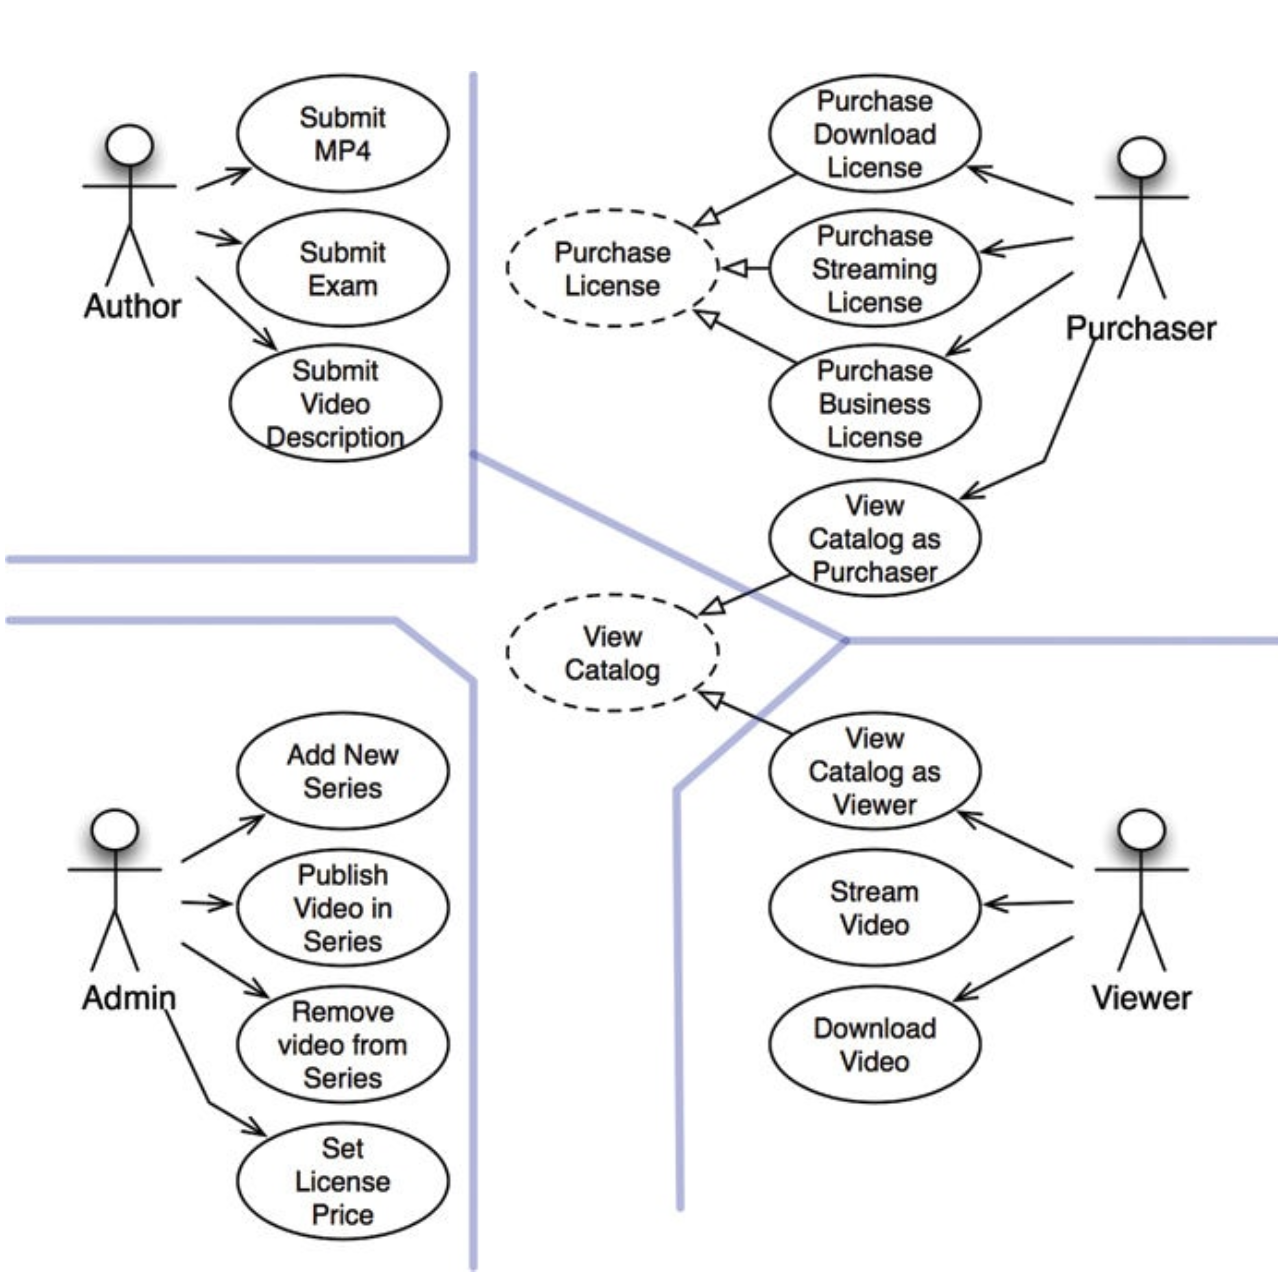 Submit
MP4
Submit
Exam
Submit
Video
Description
Author
Purchase
Download
License
Purchase
Streaming
License
Purchase
Business
License
Purchase
License
Purchaser
View
Catalog as
Purchaser
View
Catalog
Add New
Series
Publish
Video in
Series
Remove
video from
Series
Set
License
Price
Admin
View
Catalog as
Viewer
Stream
Video
Download
Video
Viewer